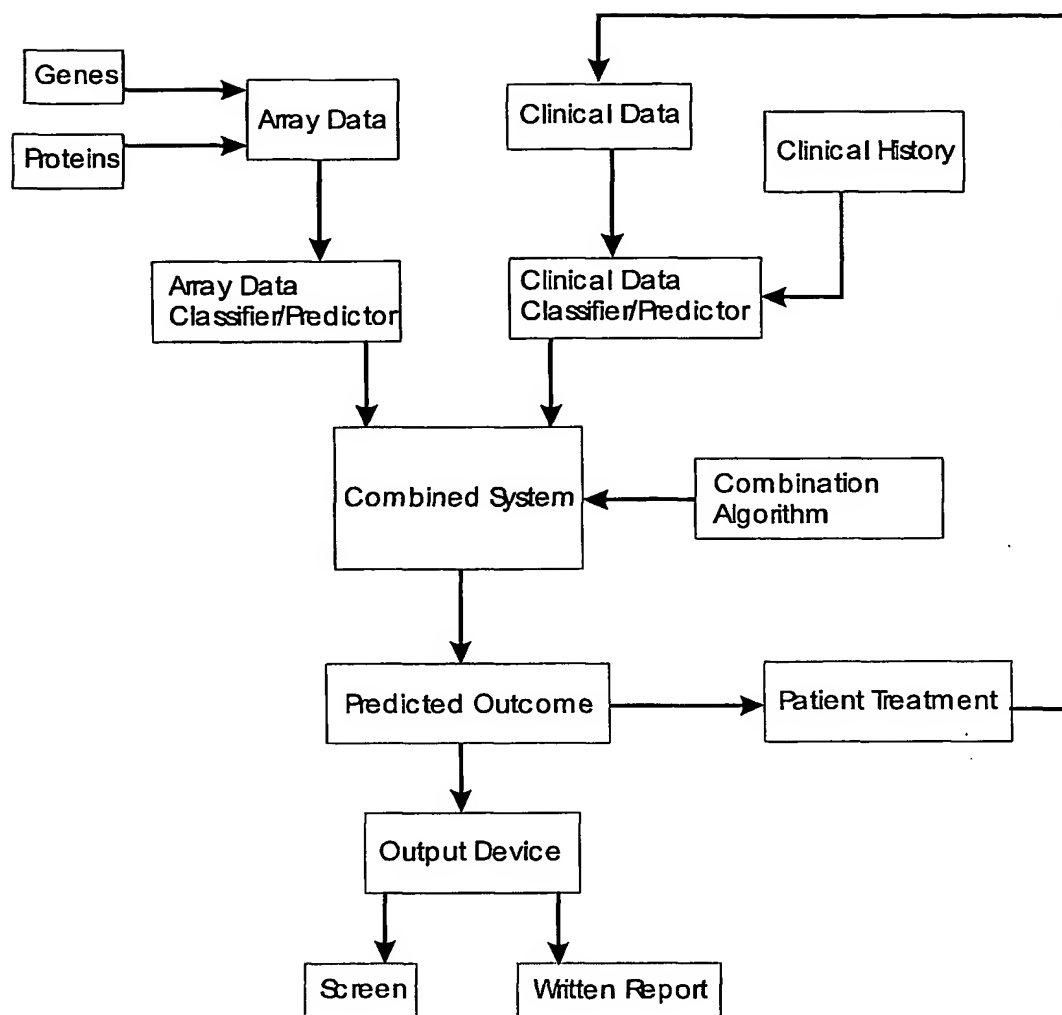 Genes
Array Data
Clinical Data
Proteins
Clinical History
Array Data
Classifier/Predictor
Clinical Data
Classifier/Predictor
Combined System
Combination
Algorithm
Predicted Outcome
Patient Treatment
Output Device
Screen
Written Report